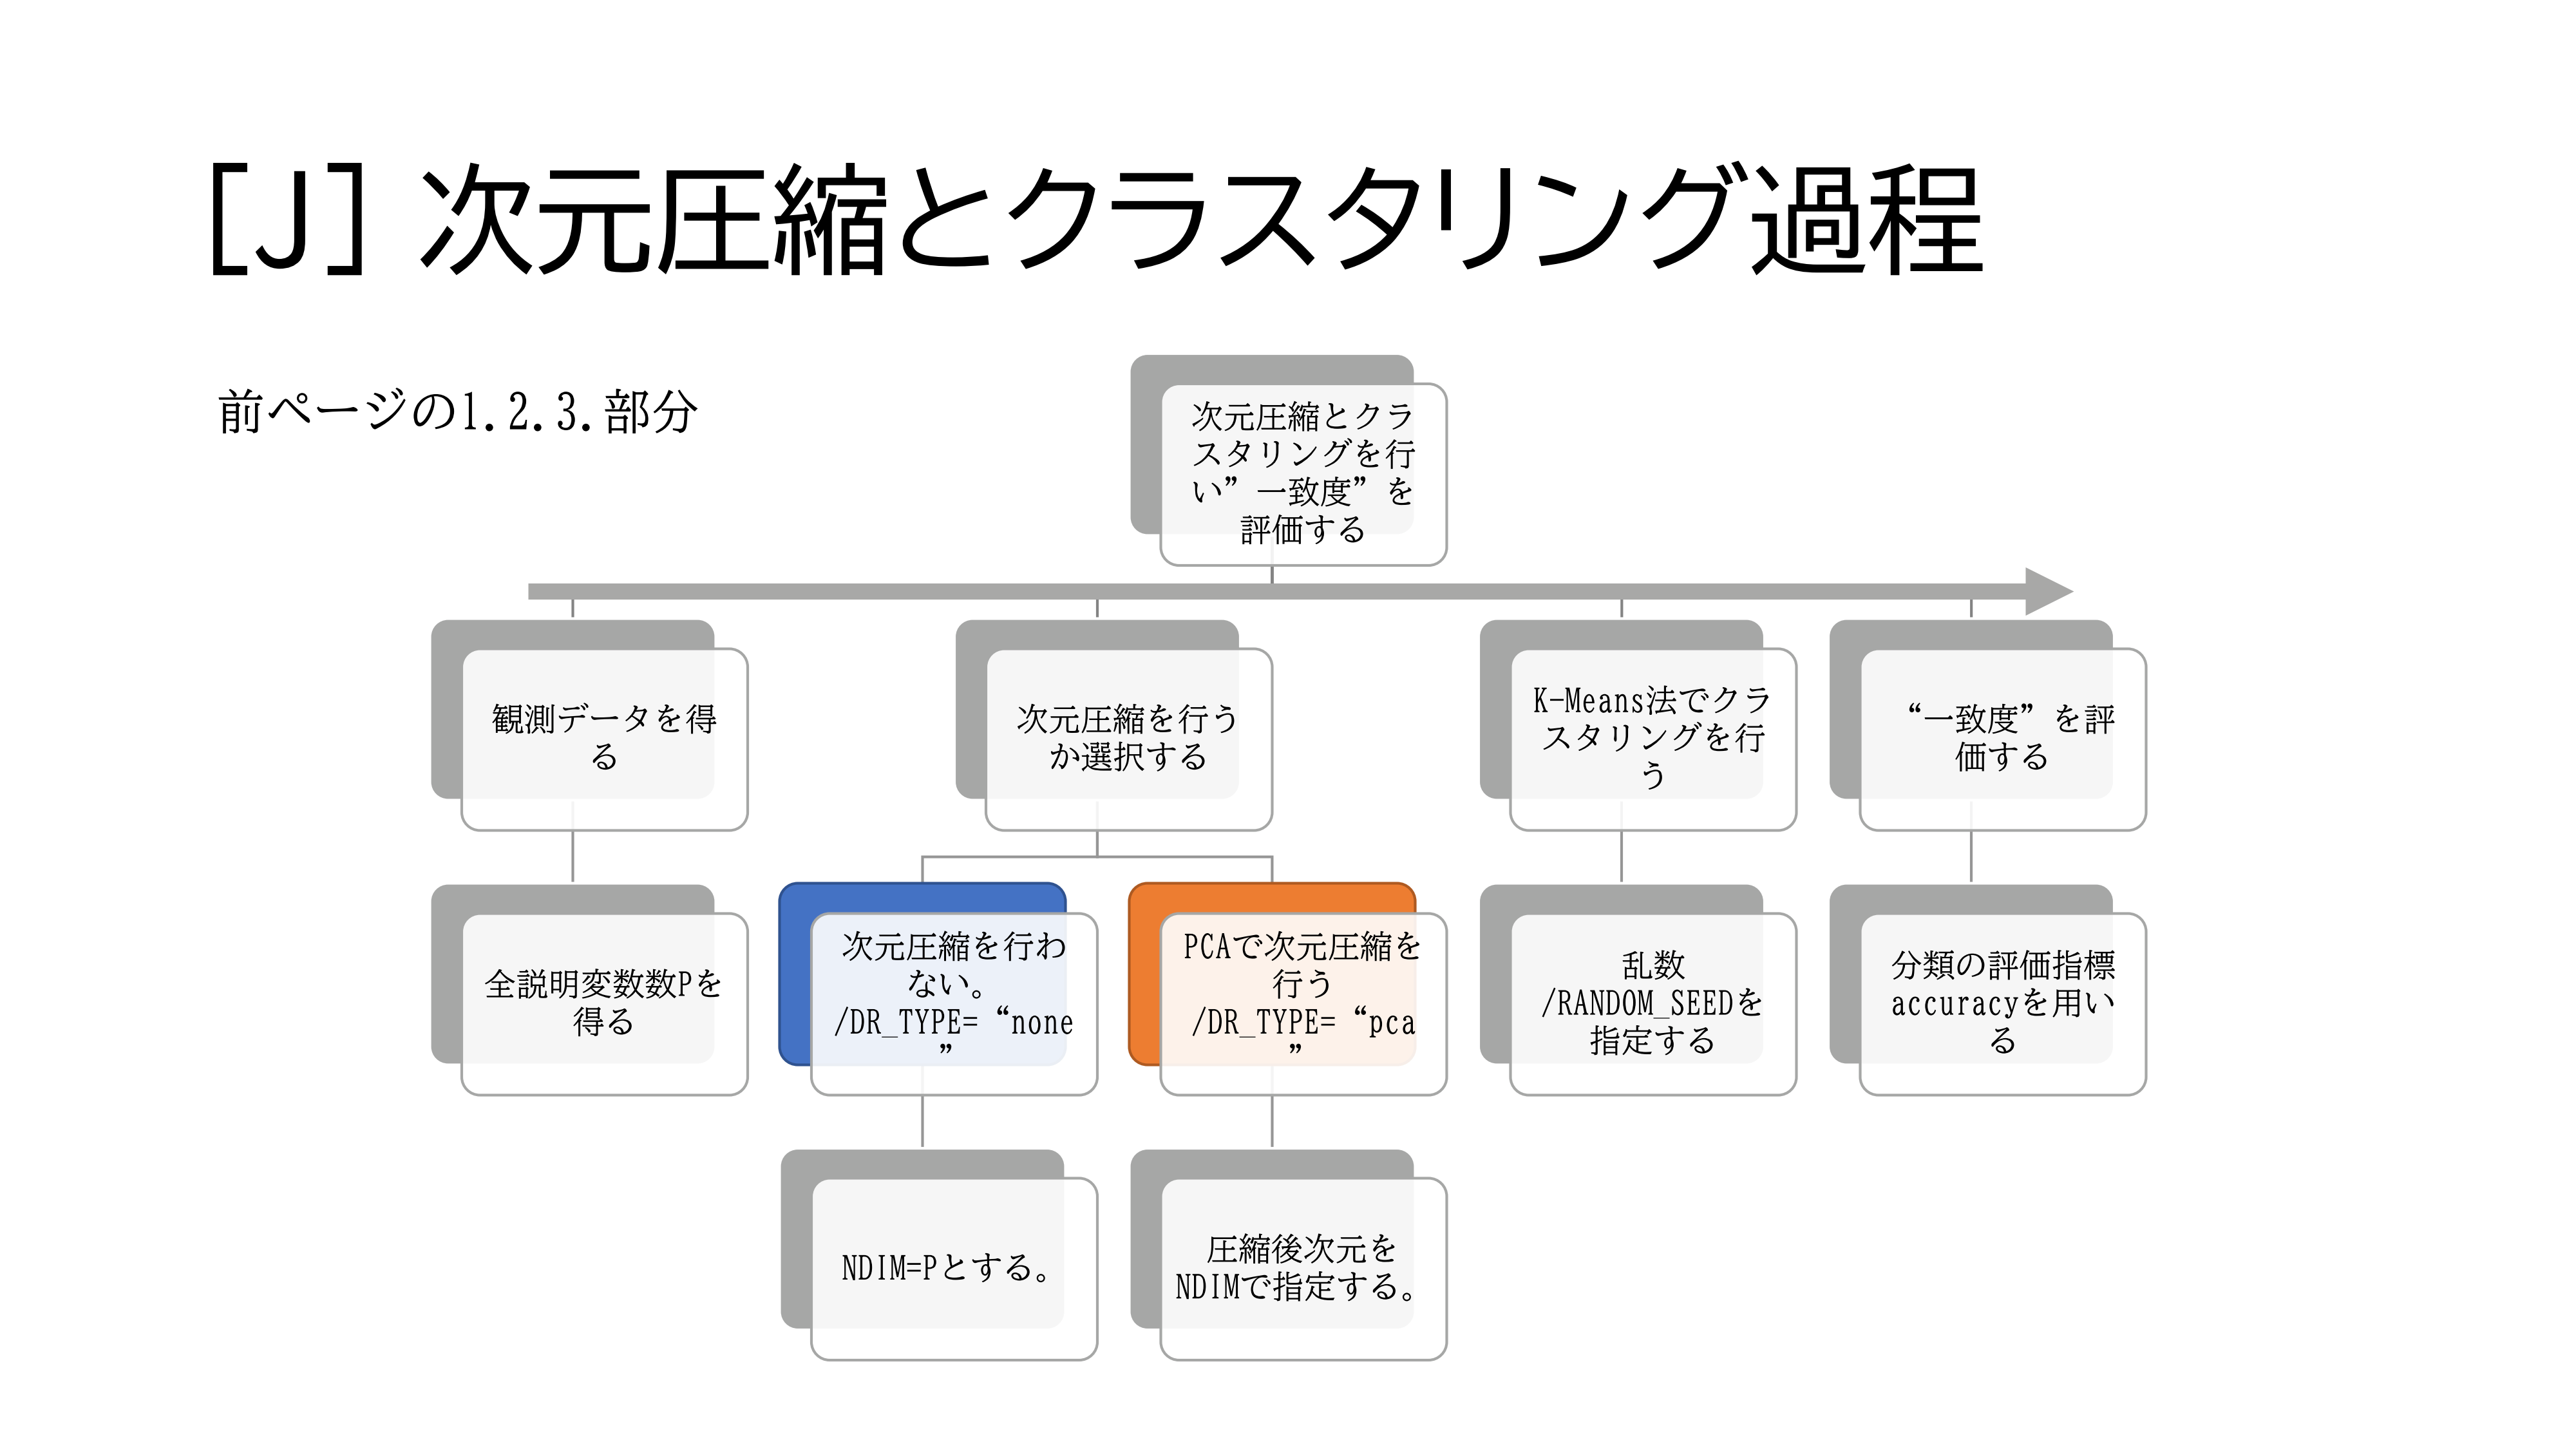 [J] 次元圧縮とクラスタリング過程
前ページの1.2.3.部分
次元圧縮とクラ
スタリングを行
い”一致度”を
評価する
観測データを得
る
次元圧縮を行う
か選択する
K-Means法でクラ
スタリングを行
う
“一致度”を評
価する
全説明変数数Pを
得る
次元圧縮を行わ
ない。
/DR_TYPE=“none
”
PCAで次元圧縮を
行う
/DR_TYPE=“pca
”
乱数
/RANDOM_SEEDを
指定する
分類の評価指標
accuracyを用い
る
NDIM=Pとする。
圧縮後次元を
NDIMで指定する。